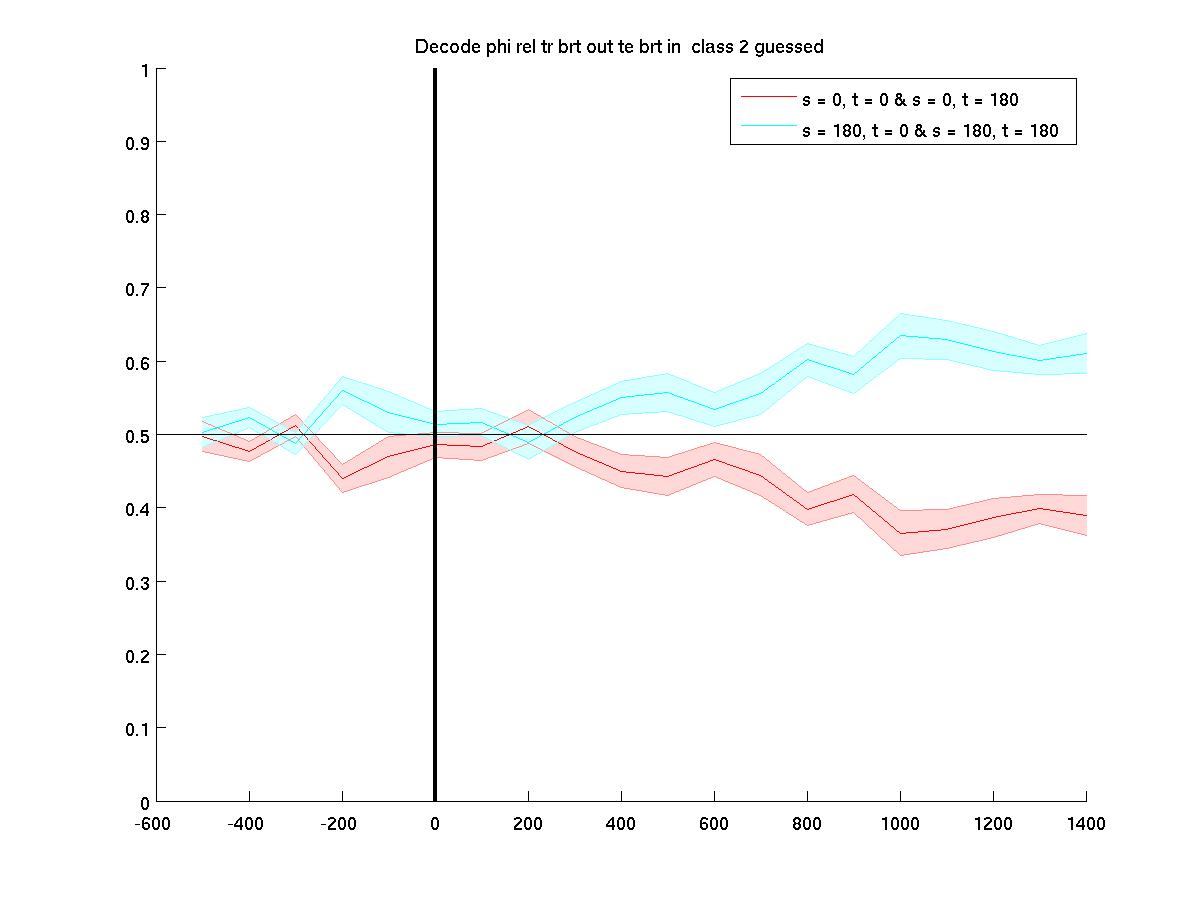 Decode phi rel tr brt out te brt in  class 2 guessed
s = 0, t = 0 & s = 0, t = 180
s = 180, t = 0 & s = 180, t = 180
1
0.9
0.8
0.7
0.6
0.5
0.4
0.3
0.2
0.1
0
-600 -400 -200 0 200 400 600 800 1000 1200 1400